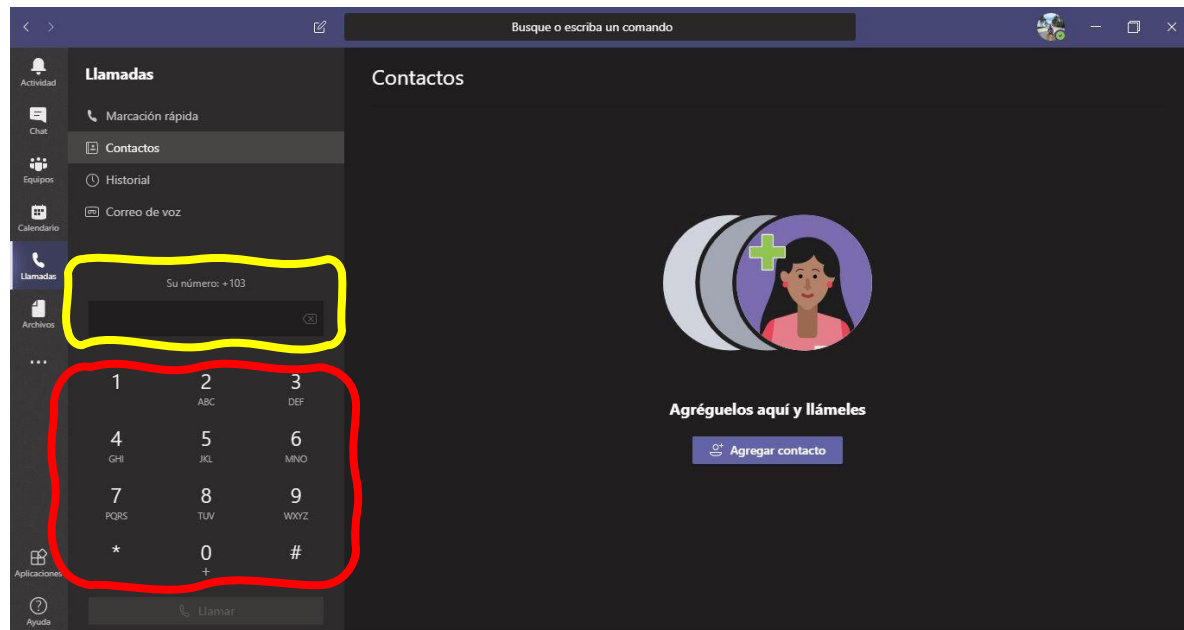 Busque o escriba un comando
Actividad
Chat
Equipos
Calendario
Llamadas
Archivos
Aplicaciones
Ayuda
Llamadas
Marcación rápida
Contactos
Historial
Correo de voz
Su número: +103
1 2 3
ABC DEF
4 5 6
GHI JKL MNO
7 8 9
PQRS TUV WXYZ
* 0 #
+
Llamar
Contactos
Agréguelos aquí y llámeles
Agregar contacto